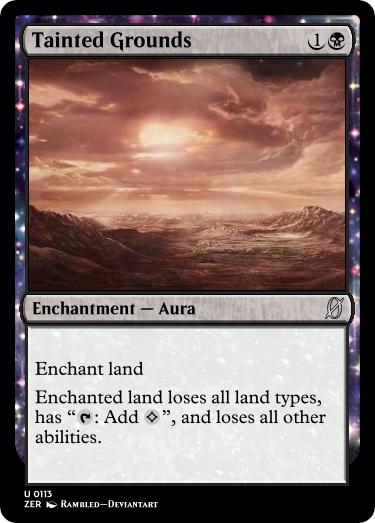 Tainted Grounds 1
Enchantment — Aura
Enchant land
Enchanted land loses all land types,
has “: Add ”, and loses all other
abilities.
U 0113
ZER Rambled–Deviantart